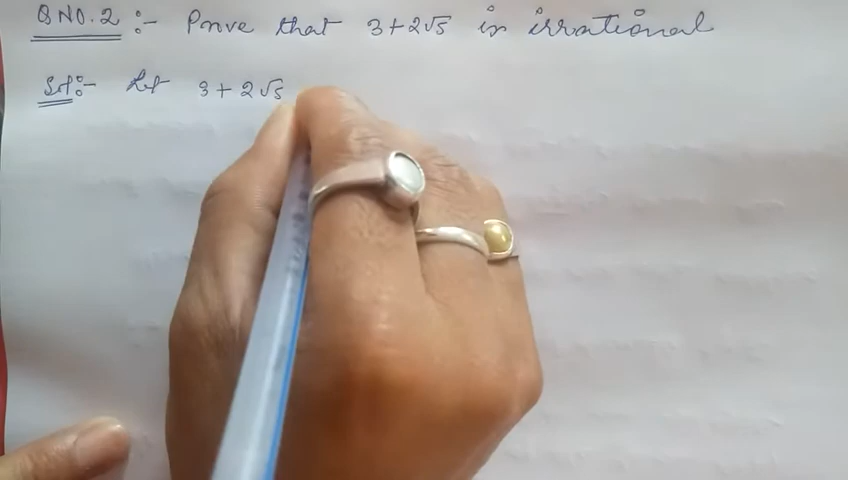 Q NO. 2 :- Prove that 3+2√5 is irrational
Sol:- Let 3+2√5